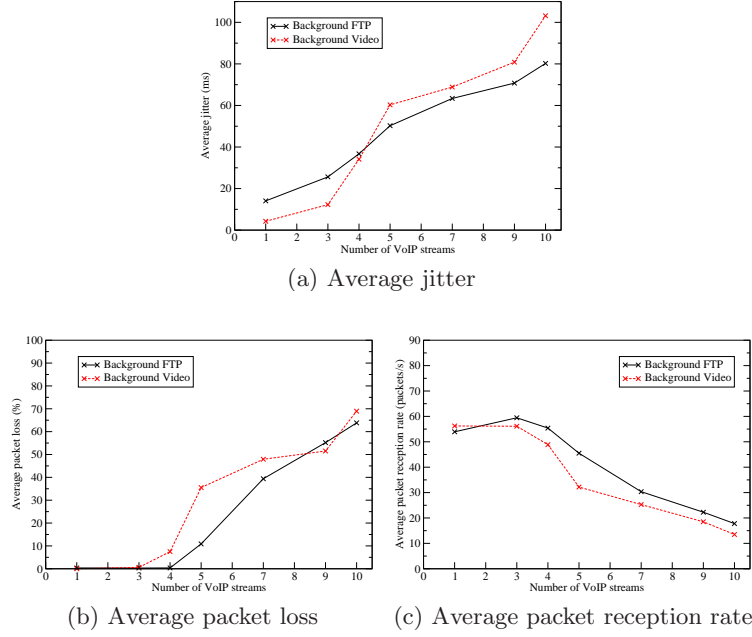 100
80
60
40
20
0
Average jitter (ms)
Background FTP
Background Video
0 1 2 3 4 5 6 7 8 9 10
Number of VoIP streams
(a) Average jitter
100
90
80
70
60
50
40
30
20
10
0
Average packet loss (%)
Background FTP
Background Video
0 1 2 3 4 5 6 7 8 9 10
Number of VoIP streams
(b) Average packet loss
90
80
70
60
50
40
30
20
10
0
Average packet reception rate (packets/s)
Background FTP
Background Video
0 1 2 3 4 5 6 7 8 9 10
Number of VoIP streams
(c) Average packet reception rate